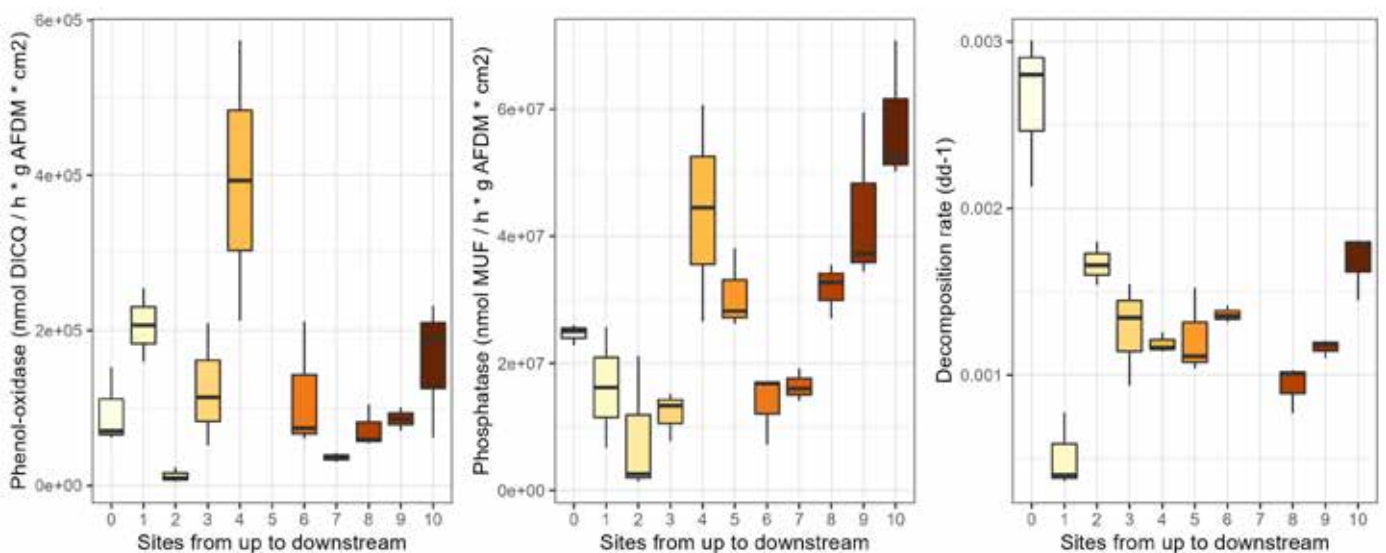 Phenol-oxidase (nmol DICQ / h * g AFDM * cm2)
6e+05
4e+05
2e+05
0e+00
0 1 2 3 4 5 6 7 8 9 10
Sites from up to downstream
Phosphatase (nmol MUF / h * g AFDM * cm2)
6e+07
4e+07
2e+07
0e+00
0 1 2 3 4 5 6 7 8 9 10
Sites from up to downstream
Decomposition rate (dd-1)
0.003
0.002
0.001
0 1 2 3 4 5 6 7 8 9 10
Sites from up to downstream